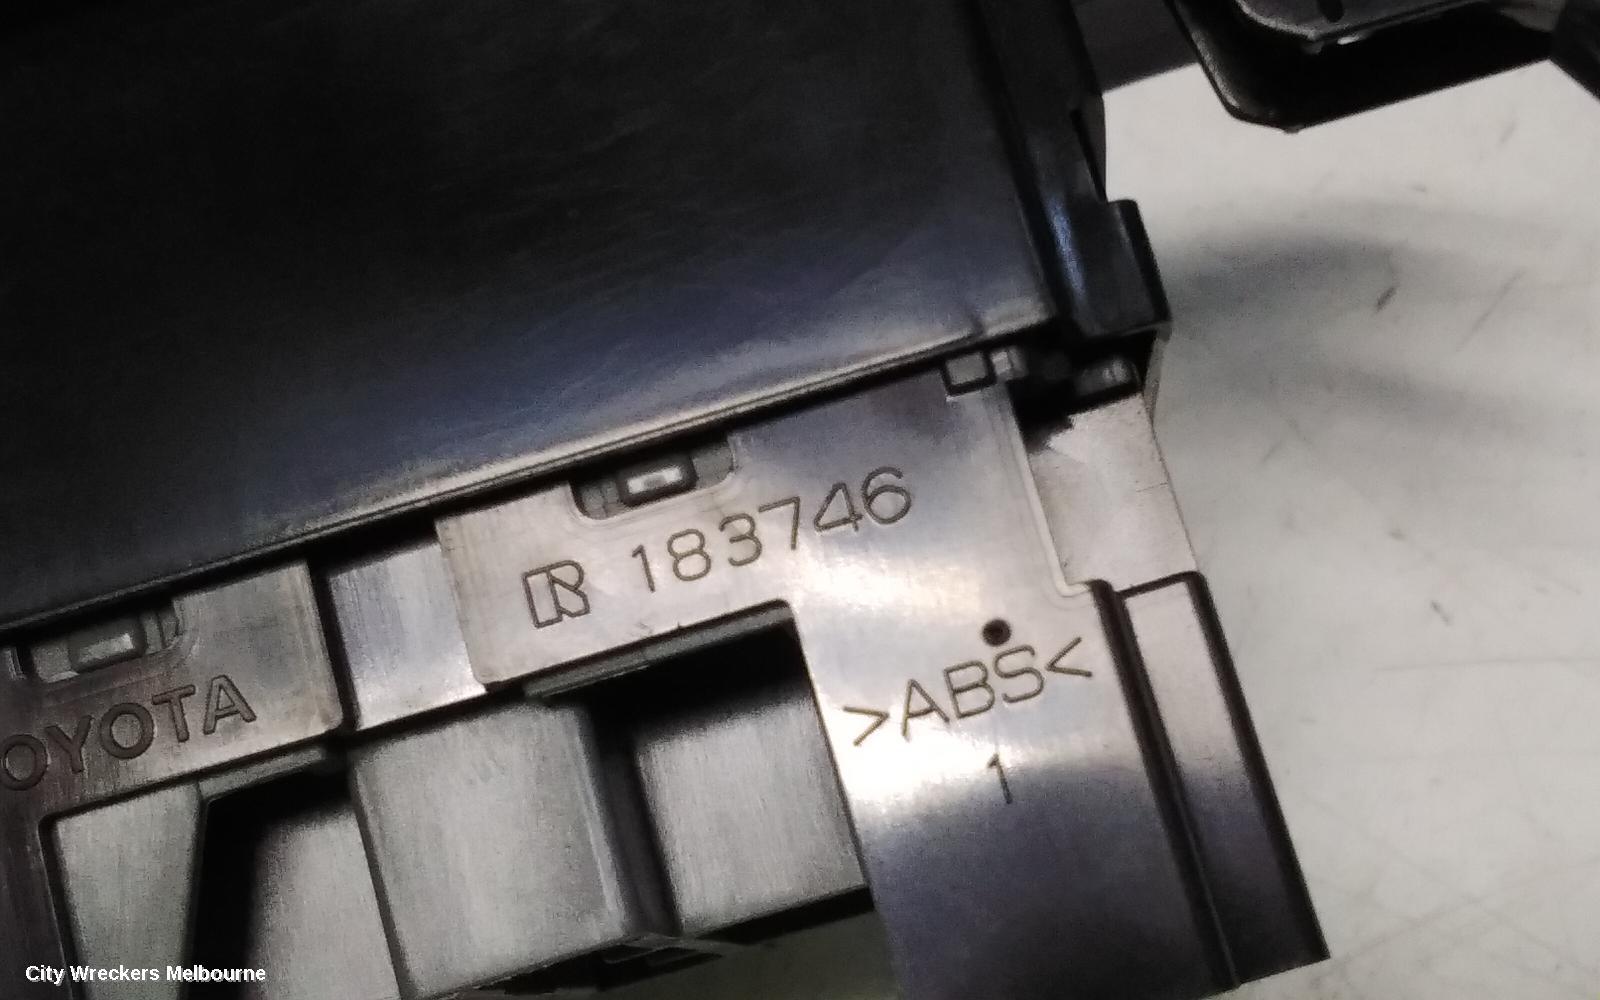 R 183746
OYOTA
>ABS<
1
City Wreckers Melbourne